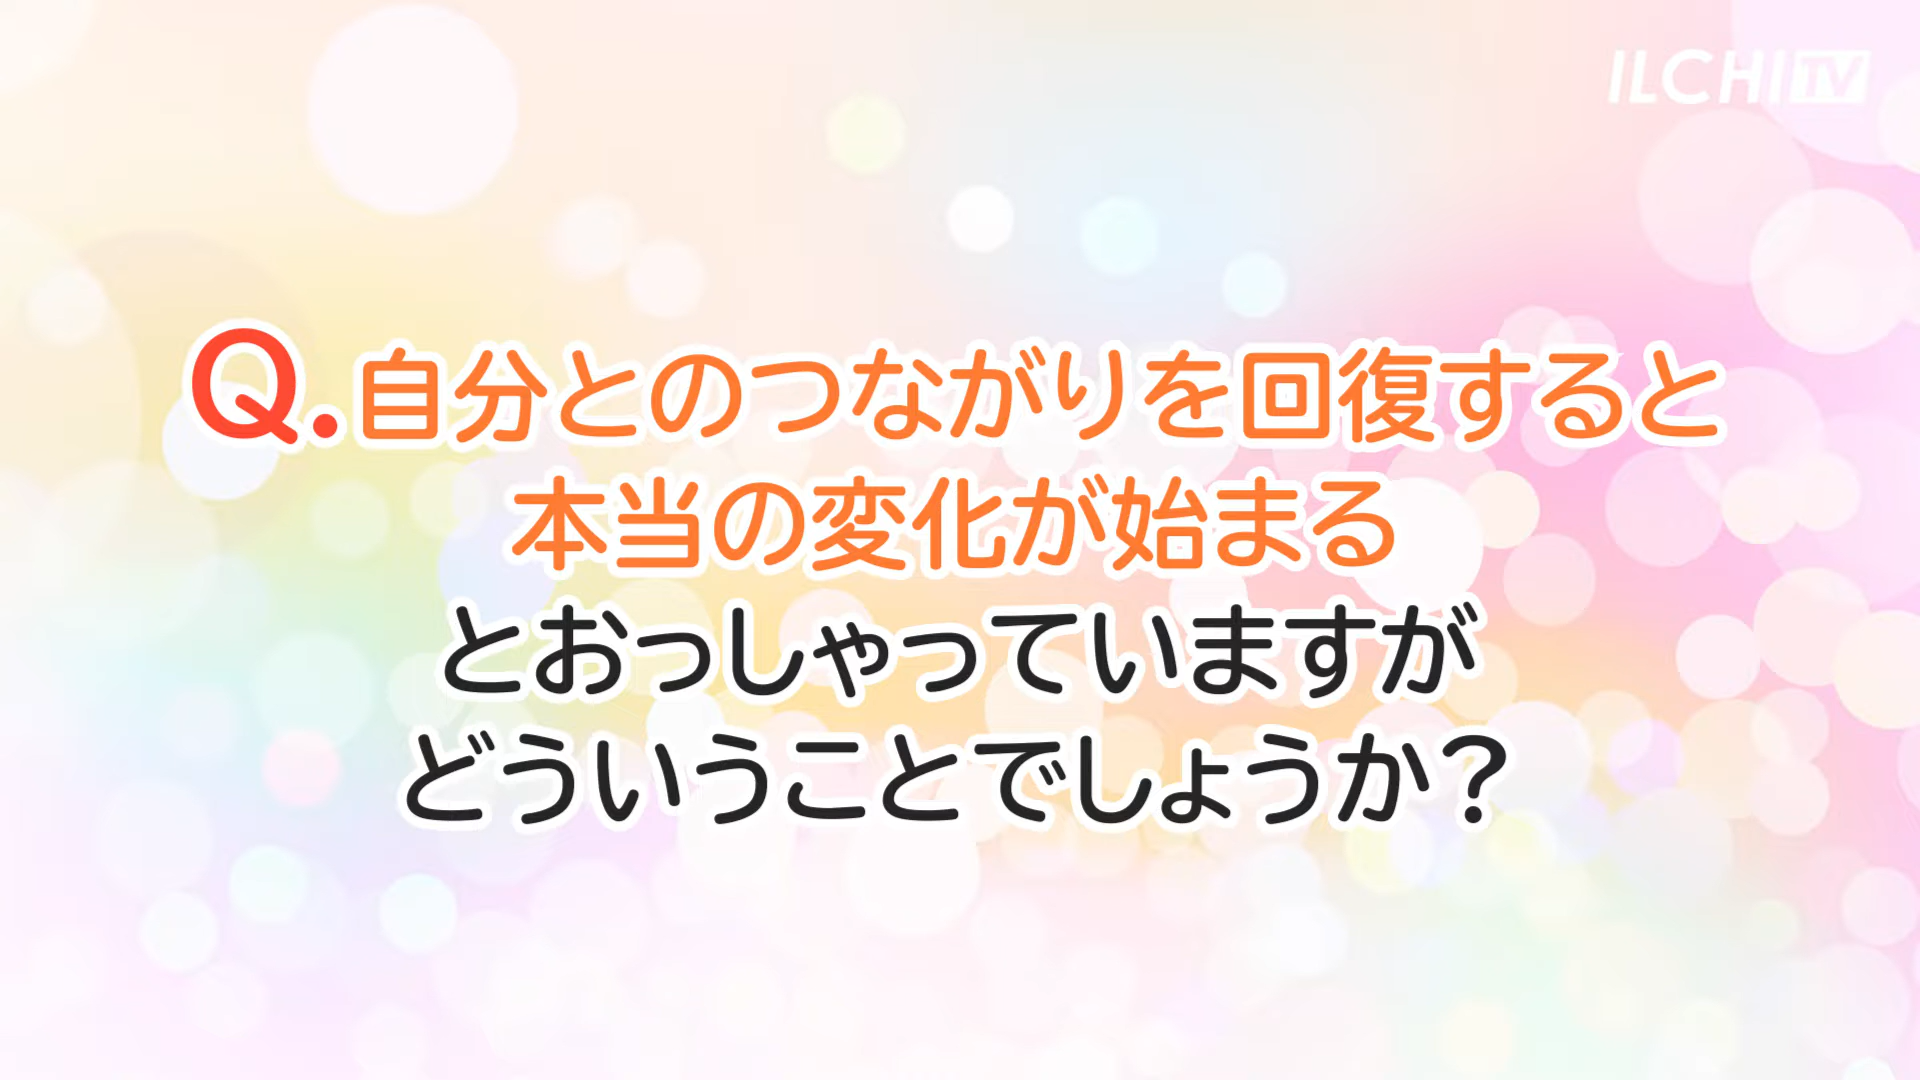 ILCHI TV
Q.自分とのつながりを回復すると
本当の変化が始まる
とおっしゃっていますが
どういうことでしょうか？